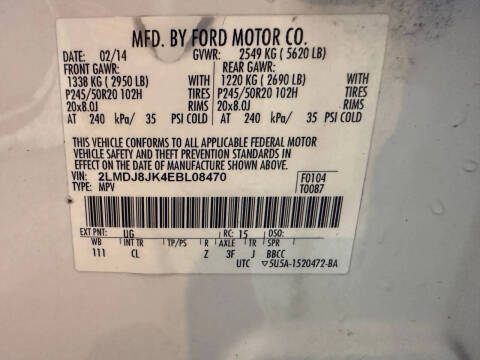 MFD. BY FORD MOTOR CO.
DATE: 02/14 GVWR: 2549 KG ( 5620 LB)
FRONT GAWR: REAR GAWR:
1338 KG ( 2950 LB) WITH 1220 KG ( 2690 LB) WITH
P245/50R20 102H TIRES P245/50R20 102H TIRES
20x8.0J RIMS 20x8.0J RIMS
AT 240 kPa/ 35 PSI COLD AT 240 kPa/ 35 PSI COLD
THIS VEHICLE CONFORMS TO ALL APPLICABLE FEDERAL MOTOR
VEHICLE SAFETY AND THEFT PREVENTION STANDARDS IN
EFFECT ON THE DATE OF MANUFACTURE SHOWN ABOVE.
VIN: 2LMDJ8JK4EBL08470 F0104
TYPE: MPV T0087
EXT PNT: UG RC: 15 DSO:
WB INT TR TP/PS R AXLE TR SPR
111 CL Z 3F J BBCC
UTC ▽5U5A-1520472-BA